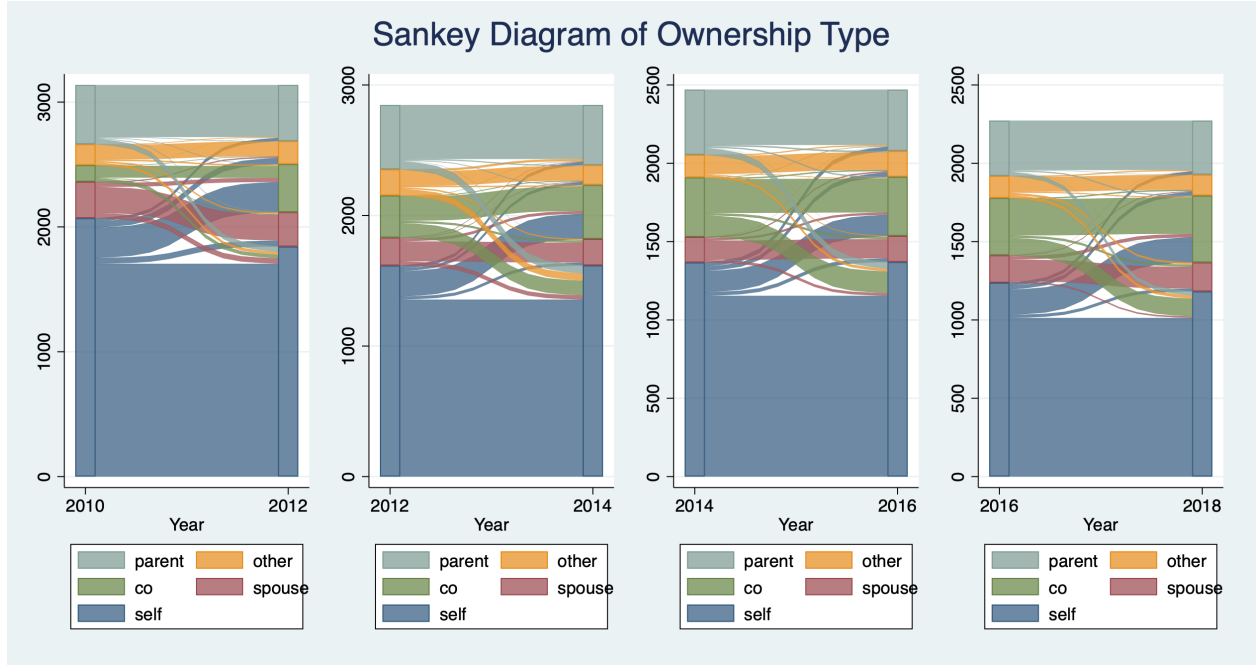 Sankey Diagram of Ownership Type
3000
2000
1000
0
2010 2012
Year
parent other
co spouse
self
3000
2000
1000
0
2012 2014
Year
parent other
co spouse
self
2500
2000
1500
1000
500
0
2014 2016
Year
parent other
co spouse
self
2500
2000
1500
1000
500
0
2016 2018
Year
parent other
co spouse
self